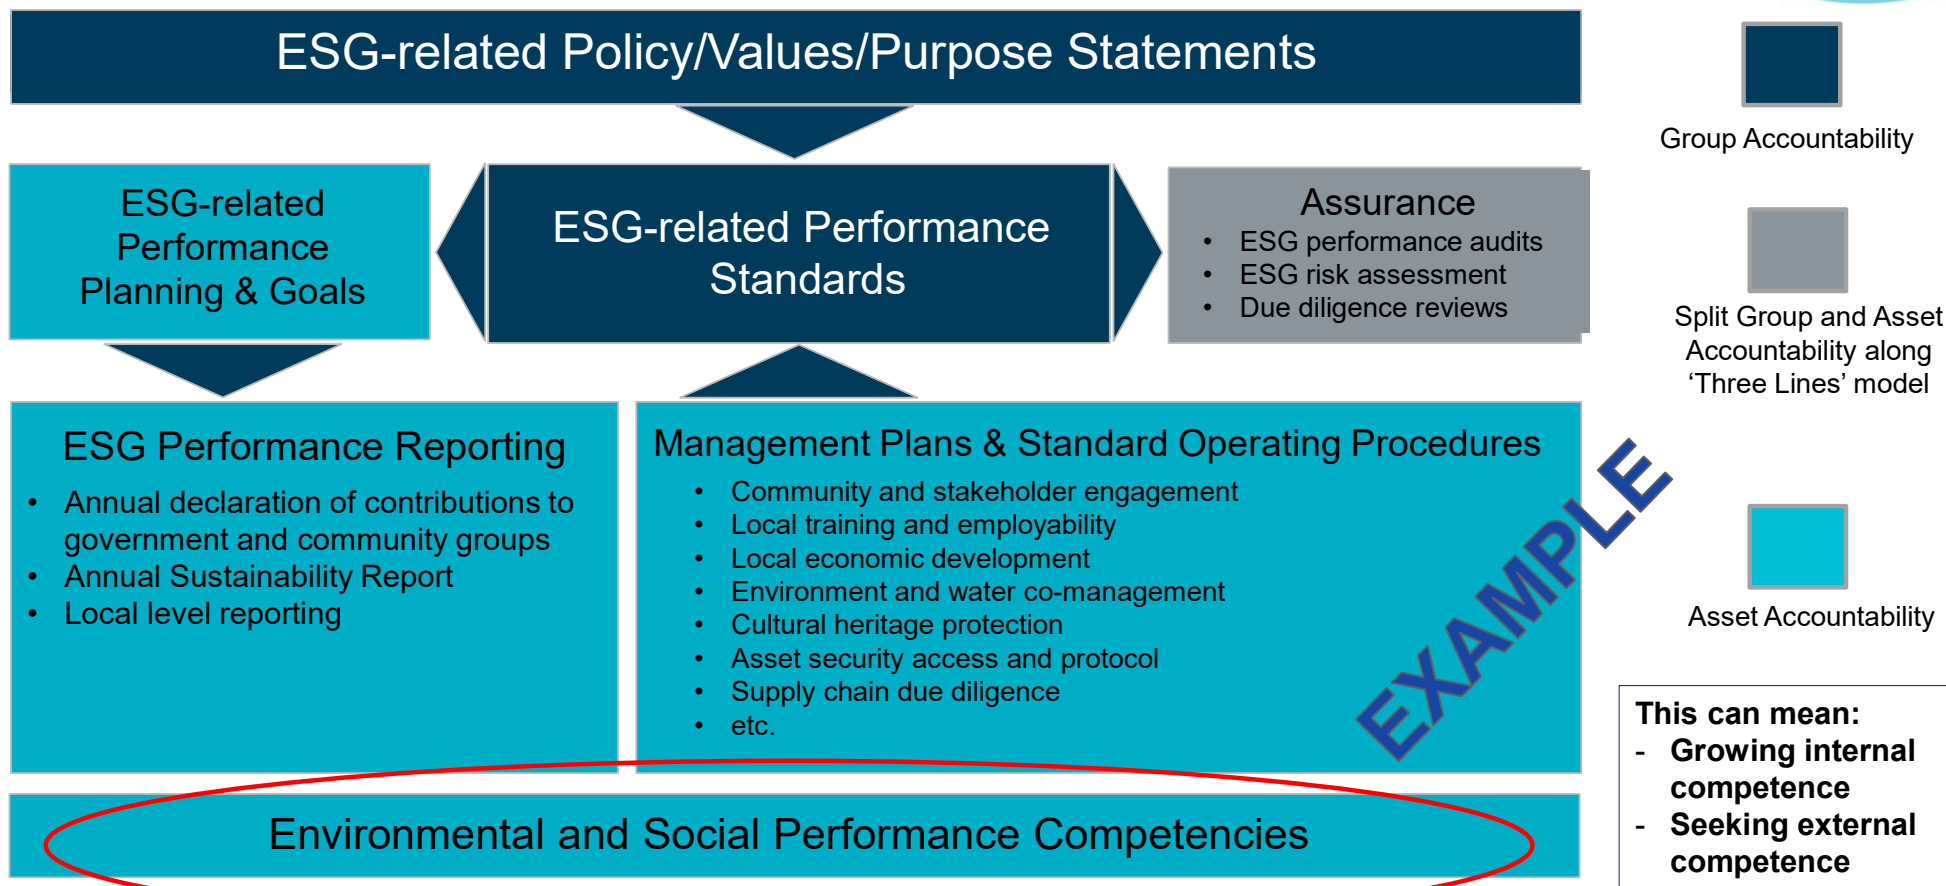 ESG-related Policy/Values/Purpose Statements
ESG-related
Performance
Planning & Goals
ESG-related Performance
Standards
Assurance
• ESG performance audits
• ESG risk assessment
• Due diligence reviews
ESG Performance Reporting
• Annual declaration of contributions to
government and community groups
• Annual Sustainability Report
• Local level reporting
Management Plans & Standard Operating Procedures
• Community and stakeholder engagement
• Local training and employability
• Local economic development
• Environment and water co-management
• Cultural heritage protection
• Asset security access and protocol
• Supply chain due diligence
• etc.
EXAMPLE
Environmental and Social Performance Competencies
Group Accountability
Split Group and Asset
Accountability along
‘Three Lines’ model
Asset Accountability
This can mean:
- Growing internal
competence
- Seeking external
competence